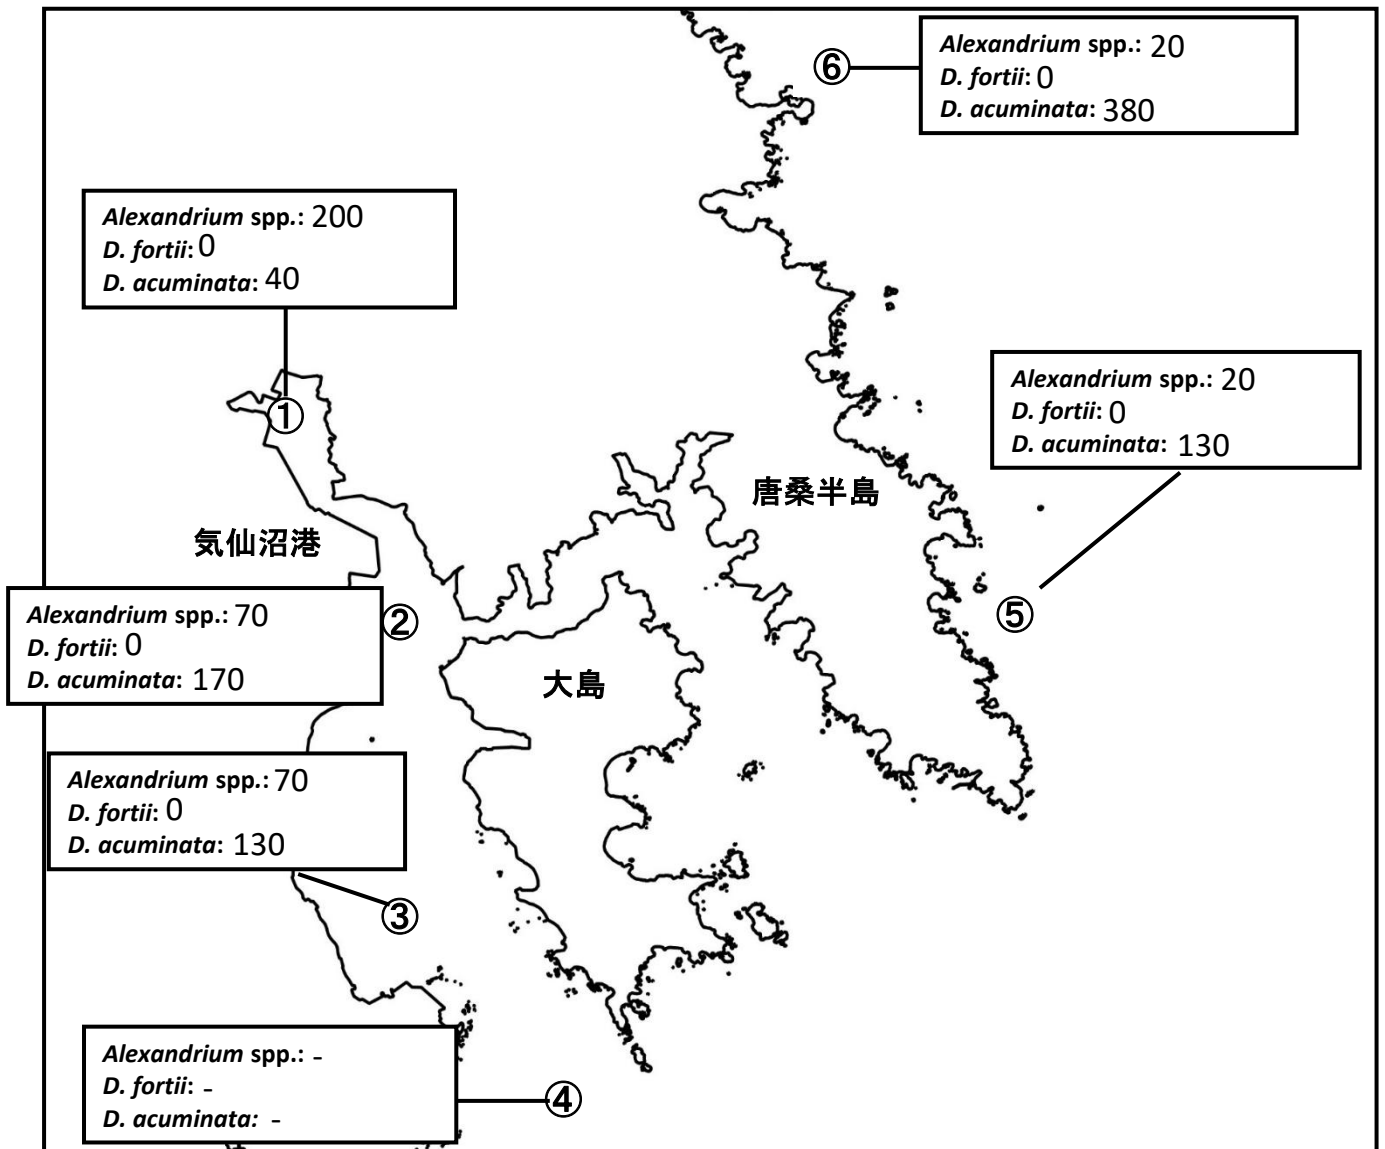 ⑥
Alexandrium spp.: 20
D. fortii: 0
D. acuminata: 380
Alexandrium spp.: 200
D. fortii: 0
D. acuminata: 40
①
Alexandrium spp.: 20
D. fortii: 0
D. acuminata: 130
唐桑半島
気仙沼港
⑤
Alexandrium spp.: 70
D. fortii: 0
D. acuminata: 170
②
大島
Alexandrium spp.: 70
D. fortii: 0
D. acuminata: 130
③
Alexandrium spp.: -
D. fortii: -
D. acuminata: -
④